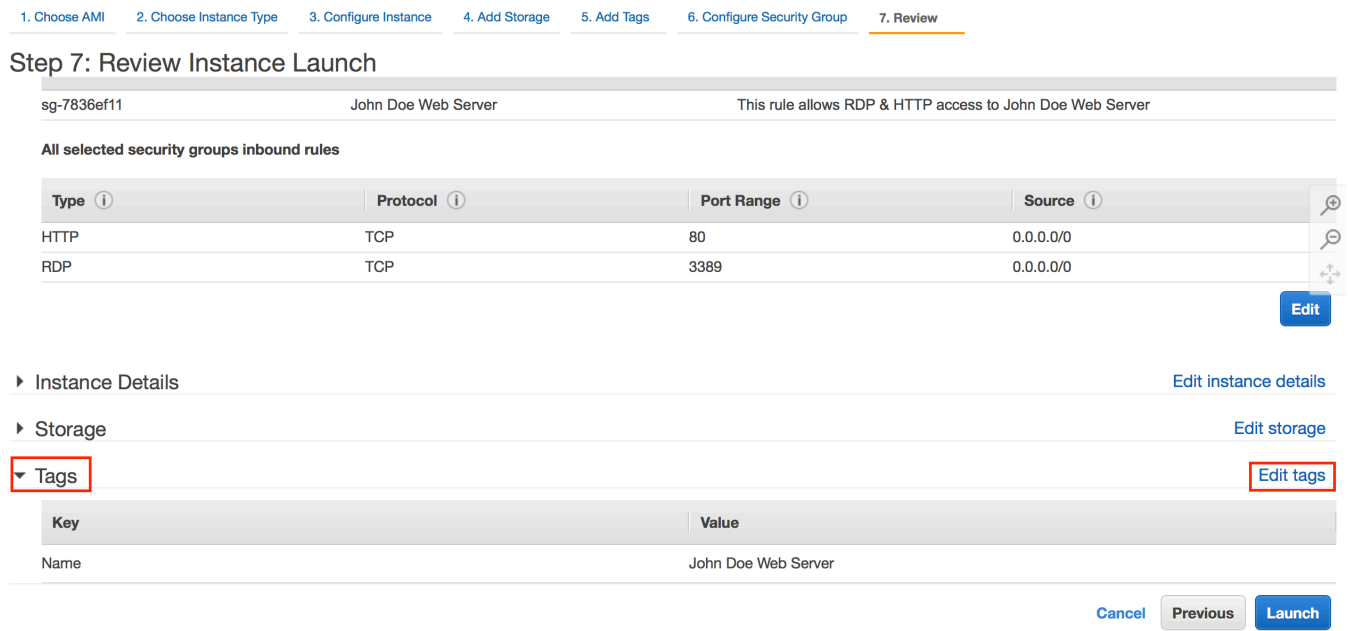 1. Choose AMI 2. Choose Instance Type 3. Configure Instance 4. Add Storage 5. Add Tags 6. Configure Security Group 7. Review
Step 7: Review Instance Launch
sg-7836ef11 John Doe Web Server This rule allows RDP & HTTP access to John Doe Web Server
All selected security groups inbound rules
Type Protocol Port Range Source
HTTP TCP 80 0.0.0.0/0
RDP TCP 3389 0.0.0.0/0
Edit
Instance Details Edit instance details
Storage Edit storage
Tags Edit tags
Key Value
Name John Doe Web Server
Cancel Previous Launch